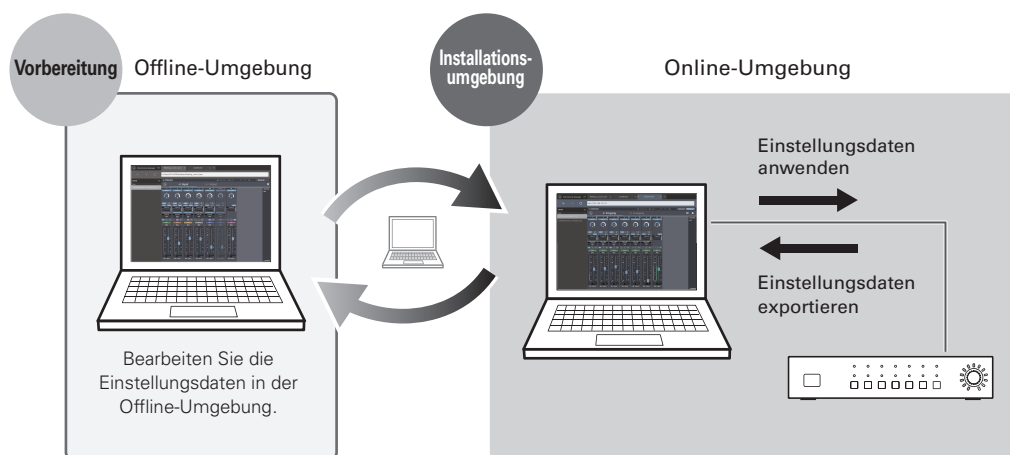 Vorbereitung
Offline-Umgebung
Bearbeiten Sie die
Einstellungsdaten in der
Offline-Umgebung.
Installations-
umgebung
Online-Umgebung
Einstellungsdaten
anwenden
Einstellungsdaten
exportieren